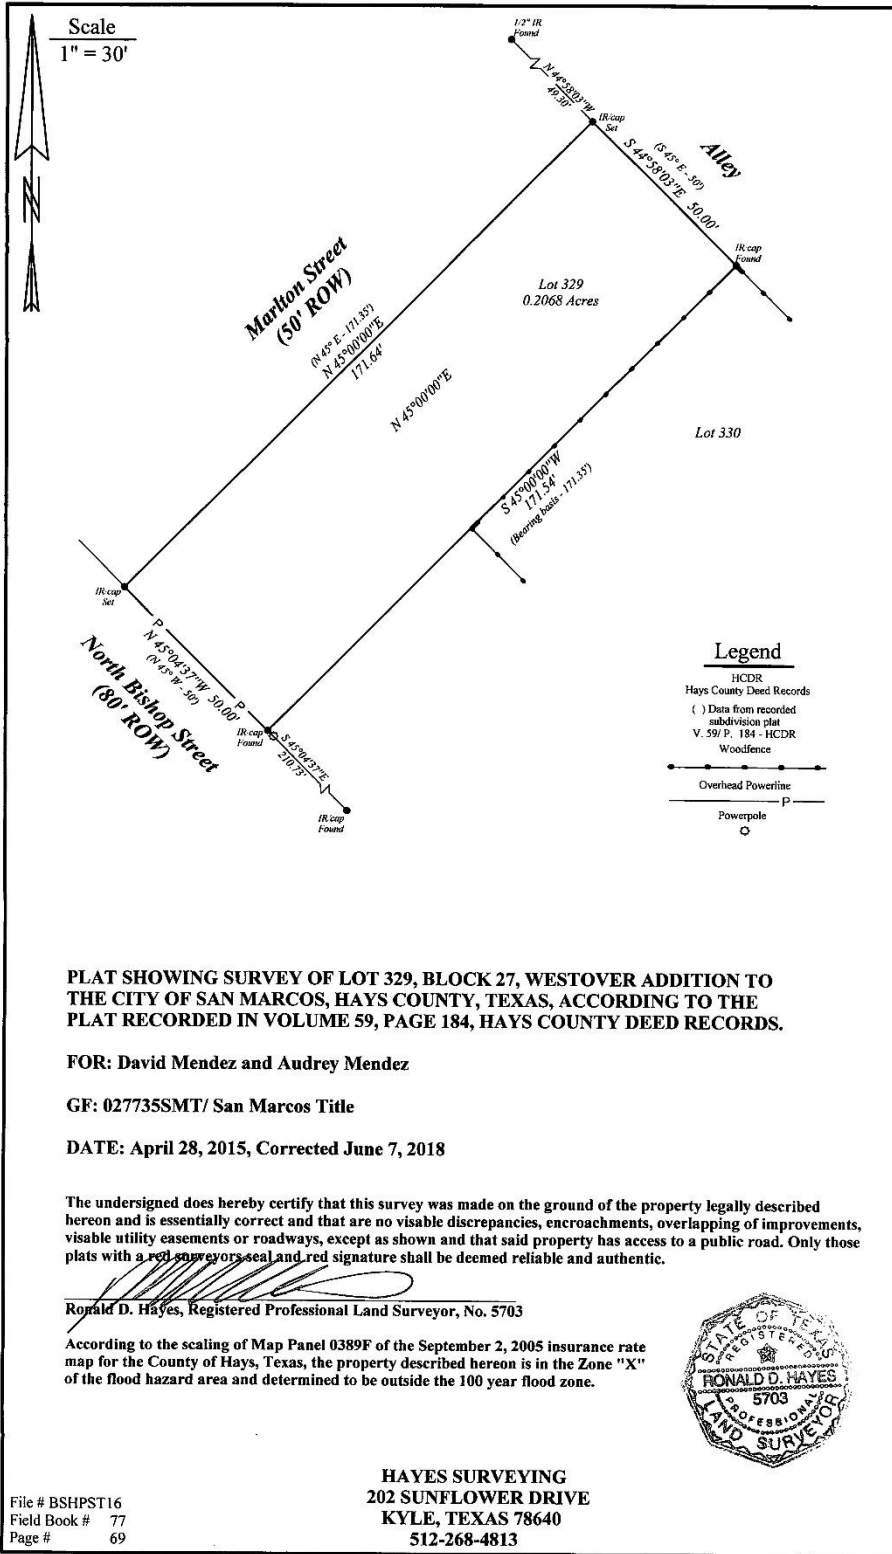 Scale
1" = 30'
N
1/2" IR
Found
N 44°58'03"W
49.30'
IR/cap
Set
Alley
(S 45° E - 50')
S 44°58'03"E 50.00'
IR/cap
Found
Marlton Street
(50' ROW)
(N 45° E - 171.35')
N 45°00'00"E
171.64'
Lot 329
0.2068 Acres
N 45°00'00"E
Lot 330
S 45°00'00"W
171.54'
(Bearing basis - 171.35')
IR/cap
Set
P
N 45°04'37"W 50.00'
(N 45° W - 50')
P
North Bishop Street
(80' ROW)
IR/cap
Found
S 45°04'37"E
210.73'
IR/cap
Found
Legend
HCDR
Hays County Deed Records
( ) Data from recorded
subdivision plat
V. 59/ P. 184 - HCDR
Woodfence
Overhead Powerline
P
Powerpole
PLAT SHOWING SURVEY OF LOT 329, BLOCK 27, WESTOVER ADDITION TO
THE CITY OF SAN MARCOS, HAYS COUNTY, TEXAS, ACCORDING TO THE
PLAT RECORDED IN VOLUME 59, PAGE 184, HAYS COUNTY DEED RECORDS.
FOR: David Mendez and Audrey Mendez
GF: 027735SMT/ San Marcos Title
DATE: April 28, 2015, Corrected June 7, 2018
The undersigned does hereby certify that this survey was made on the ground of the property legally described
hereon and is essentially correct and that are no visable discrepancies, encroachments, overlapping of improvements,
visable utility easements or roadways, except as shown and that said property has access to a public road. Only those
plats with a red surveyors seal and red signature shall be deemed reliable and authentic.
Ronald D. Hayes, Registered Professional Land Surveyor, No. 5703
According to the scaling of Map Panel 0389F of the September 2, 2005 insurance rate
map for the County of Hays, Texas, the property described hereon is in the Zone "X"
of the flood hazard area and determined to be outside the 100 year flood zone.
STATE OF TEXAS
REGISTERED
RONALD D. HAYES
5703
PROFESSIONAL
LAND SURVEYOR
HAYES SURVEYING
202 SUNFLOWER DRIVE
KYLE, TEXAS 78640
512-268-4813
File # BSHPST16
Field Book # 77
Page # 69